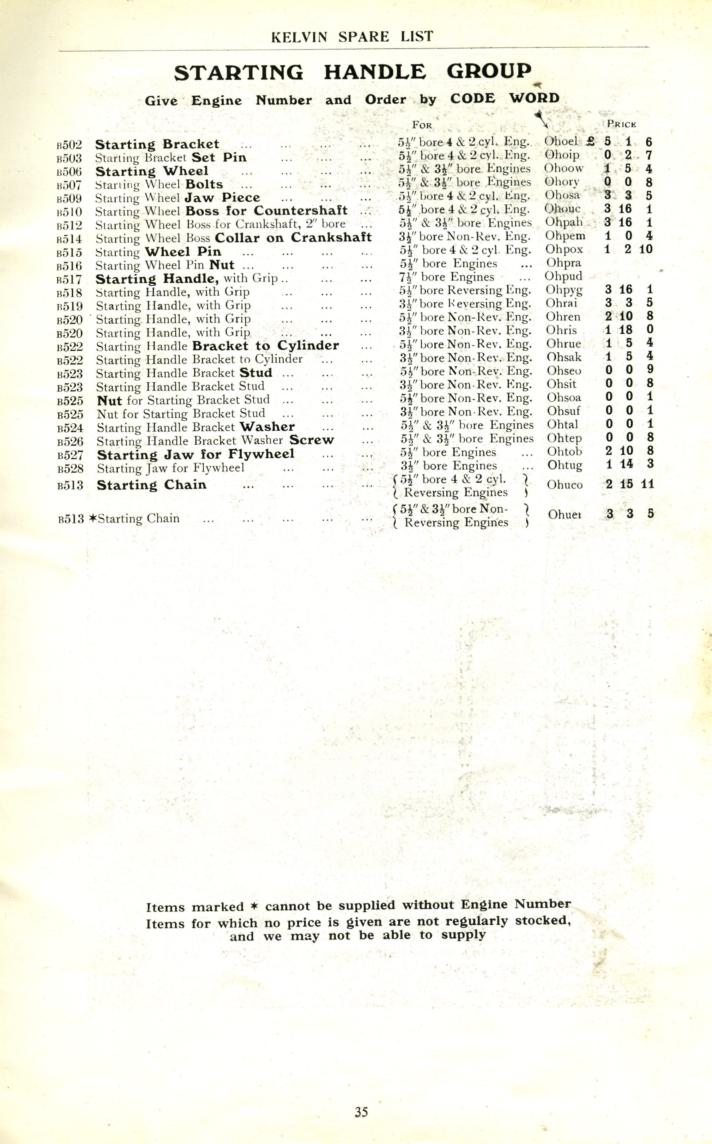 KELVIN SPARE LIST
STARTING HANDLE GROUP
Give Engine Number and Order by CODE WORD
FOR PRICE
B502 Starting Bracket ... ... ... ... 5½" bore 4 & 2 cyl. Eng. Ohoel £ 5 1 6
B503 Starting Bracket Set Pin ... ... ... 5½" bore 4 & 2 cyl. Eng. Ohoip 0 2 7
B506 Starting Wheel ... ... ... ... 5½" & 3½" bore Engines Ohoow 1 5 4
B507 Starting Wheel Bolts ... ... ... ... 5½" & 3½" bore Engines Ohory 0 0 8
B509 Starting Wheel Jaw Piece ... ... ... 5½" bore 4 & 2 cyl. Eng. Ohosa 3 3 5
B510 Starting Wheel Boss for Countershaft ... 5½" bore 4 & 2 cyl. Eng. Ohouc 3 16 1
B512 Starting Wheel Boss for Crankshaft, 2" bore ... 5½" & 3½" bore Engines Ohpah 3 16 1
B514 Starting Wheel Boss Collar on Crankshaft 3½" bore Non-Rev. Eng. Ohpem 1 0 4
B515 Starting Wheel Pin ... ... ... ... 5½" bore 4 & 2 cyl. Eng. Ohpox 1 2 10
B516 Starting Wheel Pin Nut ... ... ... ... 5½" bore Engines ... Ohpra
B517 Starting Handle, with Grip .. ... ... 7½" bore Engines ... Ohpud
B518 Starting Handle, with Grip ... ... ... 5½" bore Reversing Eng. Ohpyg 3 16 1
B519 Starting Handle, with Grip ... ... ... 3½" bore Reversing Eng. Ohrai 3 3 5
B520 Starting Handle, with Grip ... ... ... 5½" bore Non-Rev. Eng. Ohren 2 10 8
B520 Starting Handle, with Grip ... ... ... 3½" bore Non-Rev. Eng. Ohris 1 18 0
B522 Starting Handle Bracket to Cylinder ... 5½" bore Non-Rev. Eng. Ohrue 1 5 4
B522 Starting Handle Bracket to Cylinder ... ... 3½" bore Non-Rev. Eng. Ohsak 1 5 4
B523 Starting Handle Bracket Stud ... ... ... 5½" bore Non-Rev. Eng. Ohseo 0 0 9
B523 Starting Handle Bracket Stud ... ... ... 3½" bore Non-Rev. Eng. Ohsit 0 0 8
B525 Nut for Starting Bracket Stud ... ... ... 5½" bore Non-Rev. Eng. Ohsoa 0 0 1
B525 Nut for Starting Bracket Stud ... ... ... 3½" bore Non-Rev. Eng. Ohsuf 0 0 1
B524 Starting Handle Bracket Washer ... ... 5½" & 3½" bore Engines Ohtal 0 0 1
B526 Starting Handle Bracket Washer Screw ... 5½" & 3½" bore Engines Ohtep 0 0 8
B527 Starting Jaw for Flywheel ... ... 5½" bore Engines ... Ohtob 2 10 8
B528 Starting Jaw for Flywheel ... ... ... 3½" bore Engines ... Ohtug 1 14 3
B513 Starting Chain ... ... ... ... { 5½" bore 4 & 2 cyl. Reversing Engines } Ohuco 2 15 11
B513 *Starting Chain ... ... ... ... ... { 5½" & 3½" bore Non-Reversing Engines } Ohuei 3 3 5
Items marked * cannot be supplied without Engine Number
Items for which no price is given are not regularly stocked,
and we may not be able to supply
35